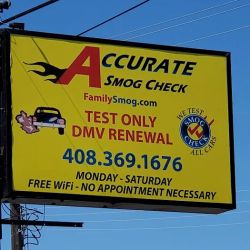 ACCURATE
SMOG CHECK
FamilySmog.com
TEST ONLY
DMV RENEWAL
WE TEST
SMOG
CHECK
ALL CARS
408.369.1676
MONDAY - SATURDAY
FREE WiFi - NO APPOINTMENT NECESSARY